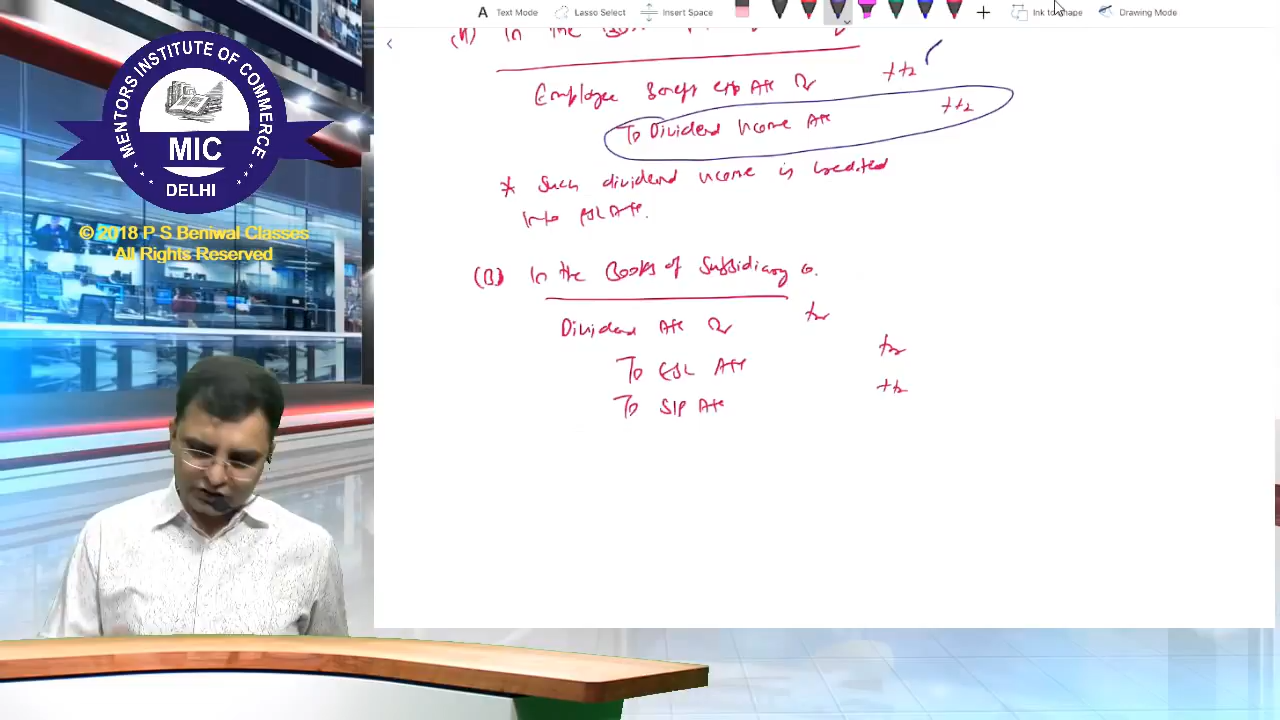 Text Mode
Lasso Select
Insert Space
Ink to Shape
Drawing Mode
MENTORS INSTITUTE OF COMMERCE
MIC
DELHI
© 2018 P S Beniwal Classes
All Rights Reserved
In the
Employee Benefit exp A/c Dr
To Dividend Income A/c
* Such dividend income is credited
into A/c.
(B) In the Books of Subsidiary Co.
Dividend A/c Dr
To A/c
To A/c